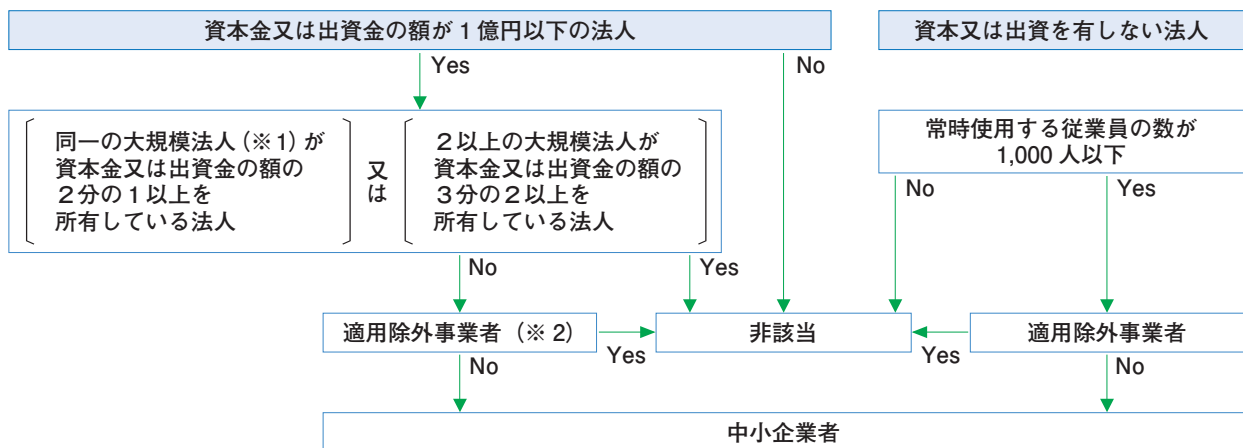 資本金又は出資金の額が1億円以下の法人
資本又は出資を有しない法人
Yes
No
同一の大規模法人(※1)が
資本金又は出資金の額の
2分の1以上を
所有している法人
又は
2以上の大規模法人が
資本金又は出資金の額の
3分の2以上を
所有している法人
常時使用する従業員の数が
1,000人以下
No
Yes
No
Yes
適用除外事業者(※2)
Yes
非該当
Yes
適用除外事業者
No
No
中小企業者